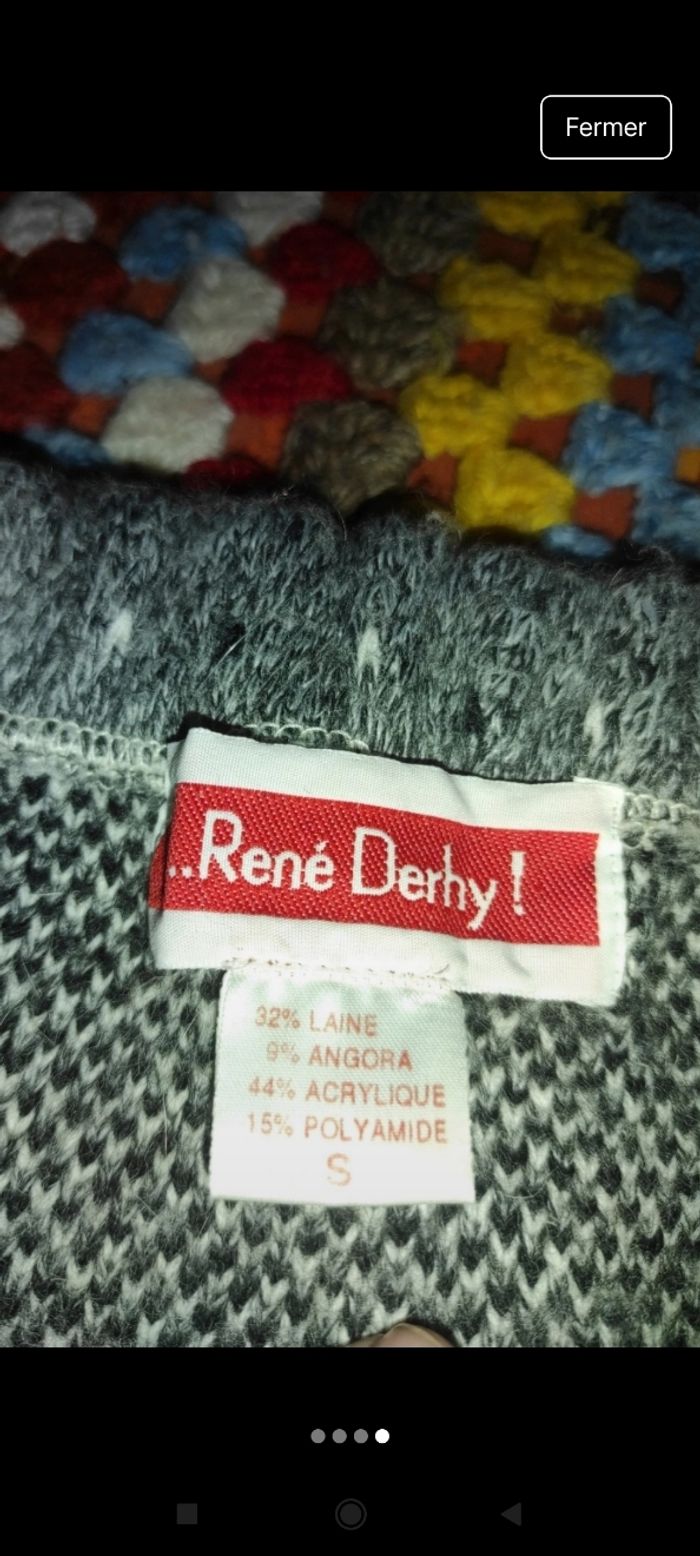 Fermer
..René Derhy !
32% LAINE
9% ANGORA
44% ACRYLIQUE
15% POLYAMIDE
S